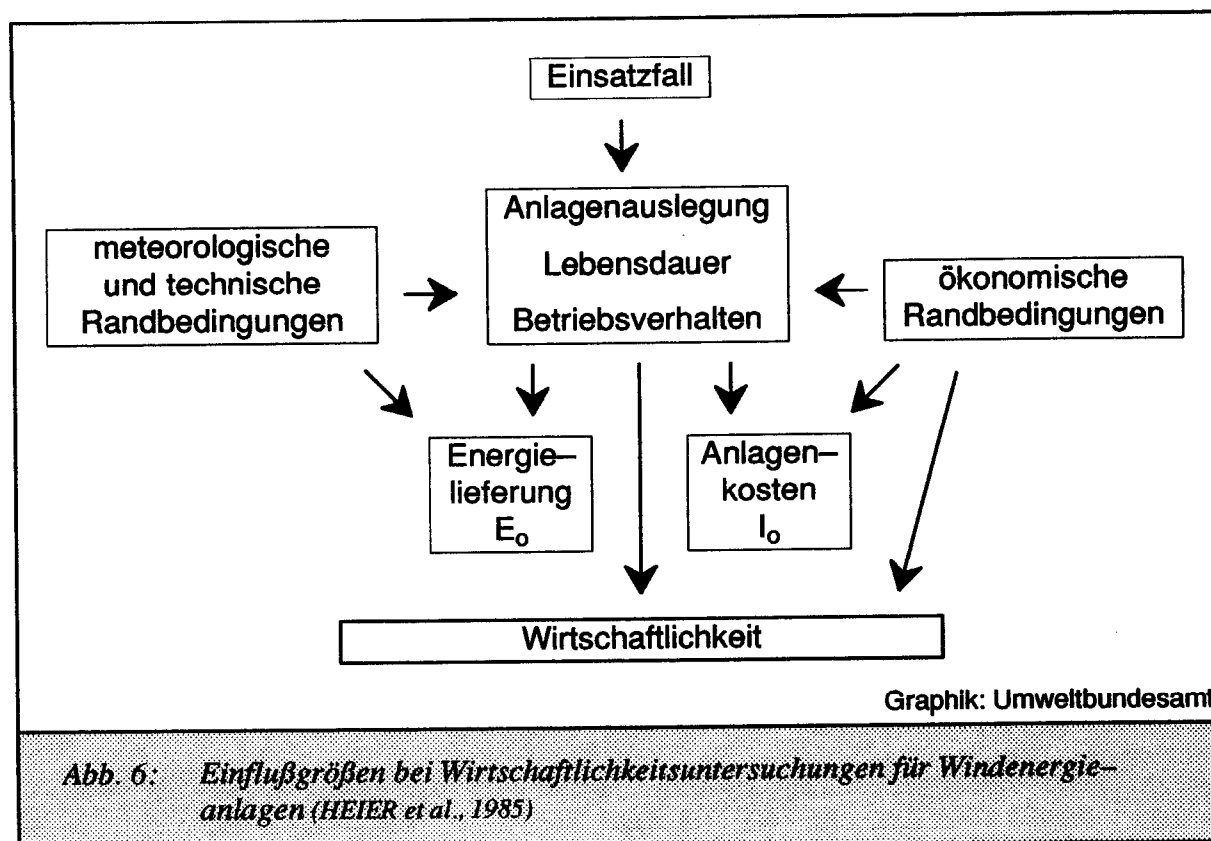 Einsatzfall
Anlagenauslegung
Lebensdauer
Betriebsverhalten
meteorologische
und technische
Randbedingungen
ökonomische
Randbedingungen
Energie–
lieferung
E₀
Anlagen–
kosten
I₀
Wirtschaftlichkeit
Graphik: Umweltbundesamt
Abb. 6: Einflußgrößen bei Wirtschaftlichkeitsuntersuchungen für Windenergie–
anlagen (HEIER et al., 1985)